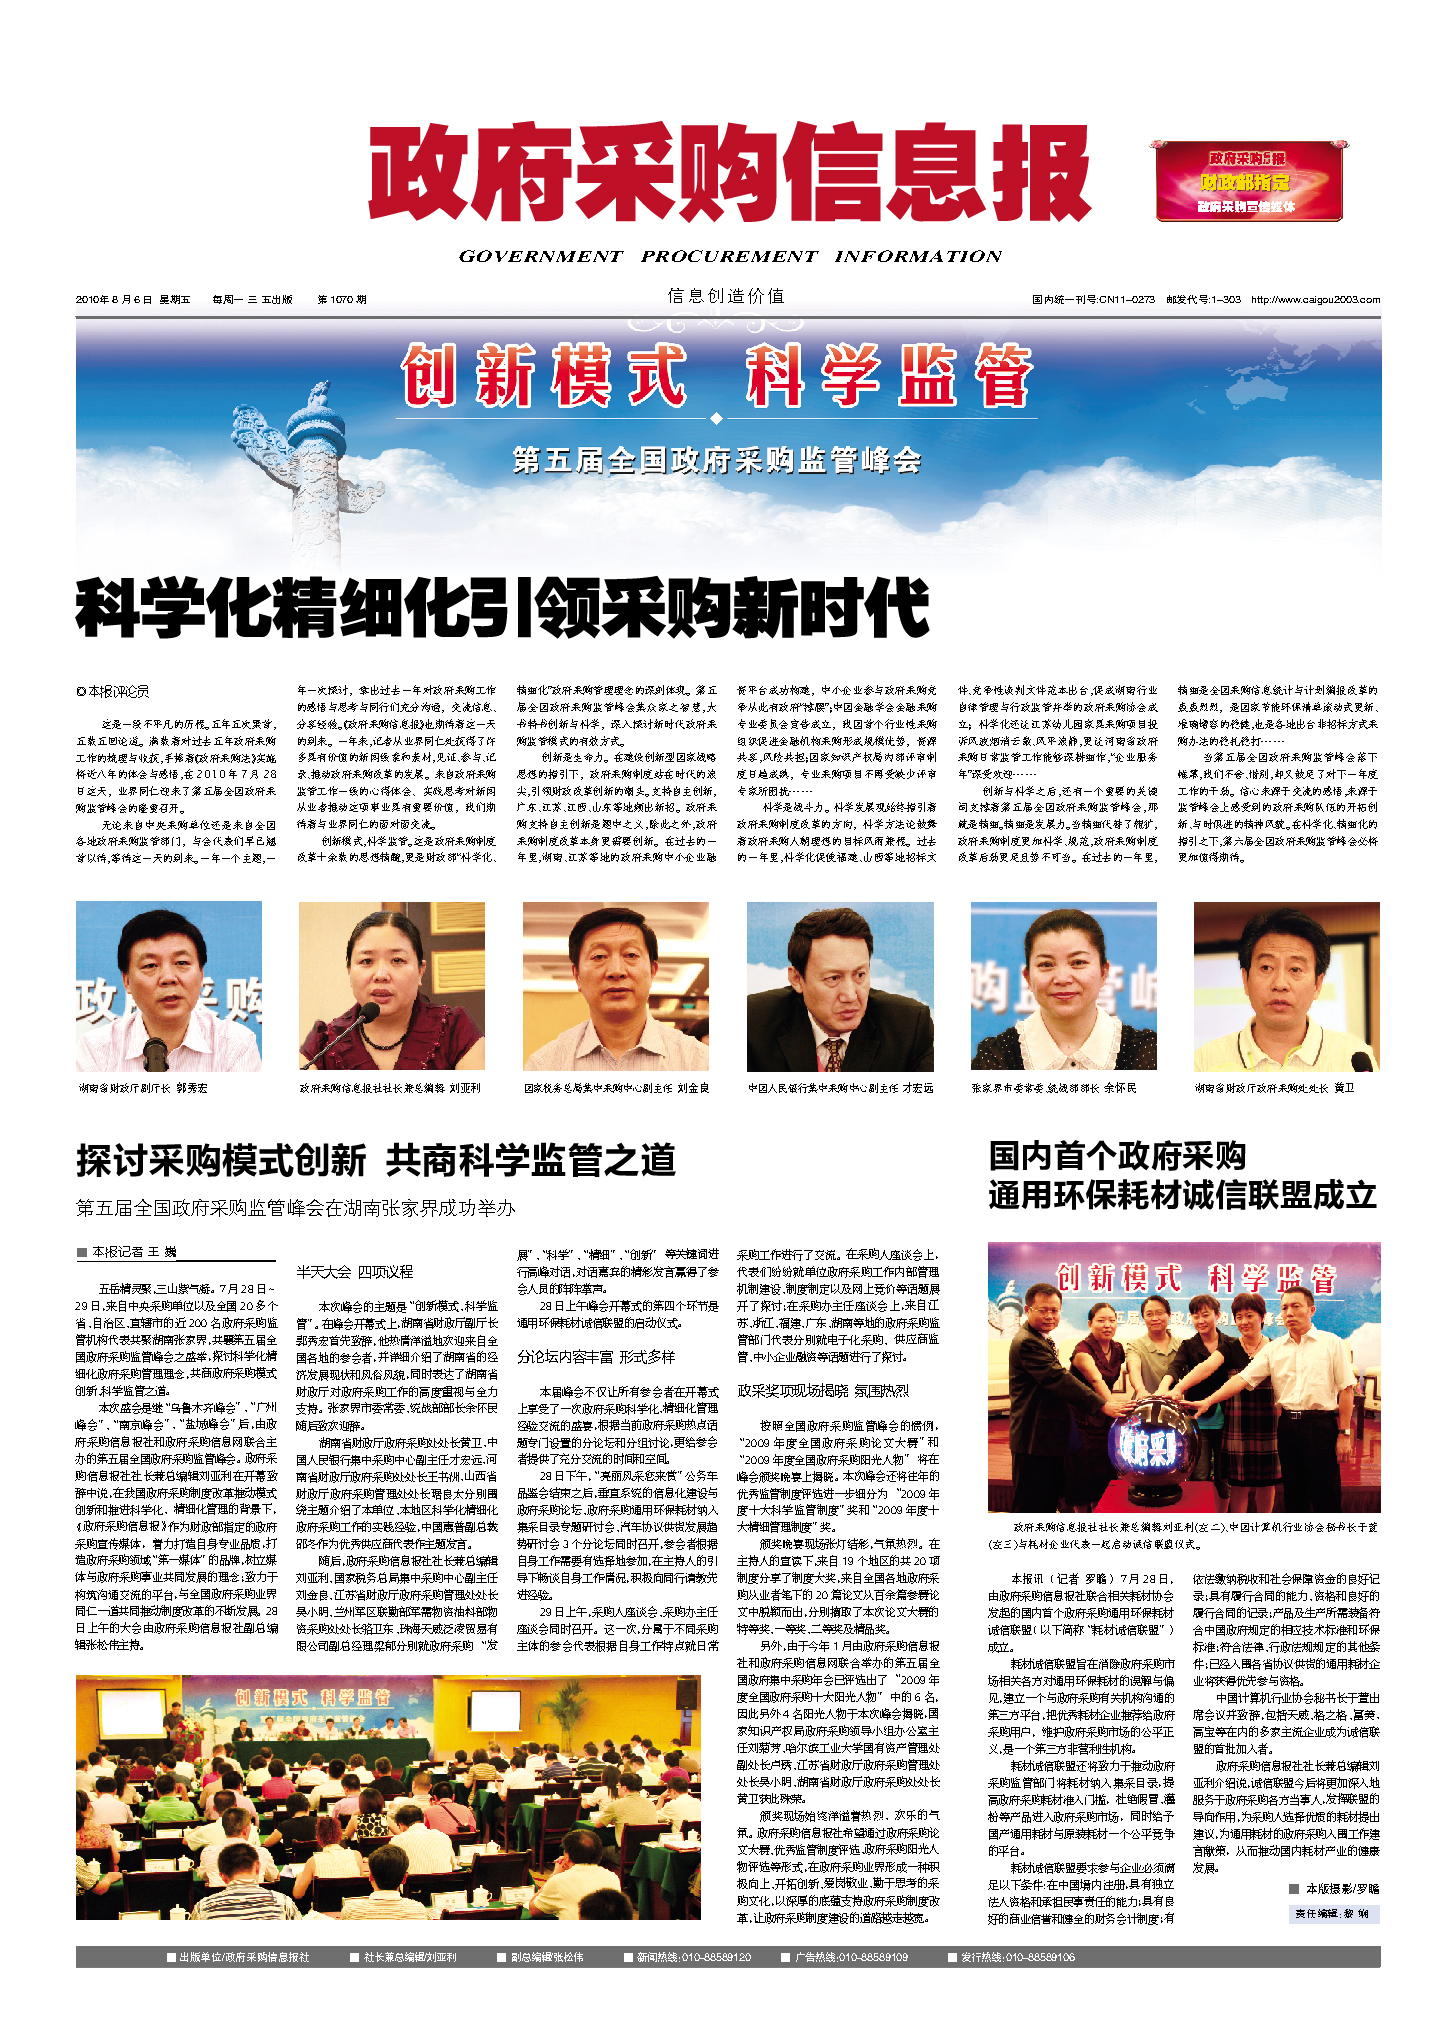 政府采购信息报
政府采购信息报
财政部指定
政府采购宣传媒体
GOVERNMENT PROCUREMENT INFORMATION
2010年8月6日 星期五 每周一 三 五出版 第1070期
信息创造价值
国内统一刊号:CN11-0273 邮发代号:1-303 http://www.caigou2003.com
创新模式 科学监管
第五届全国政府采购监管峰会
科学化精细化引领采购新时代
◎本报评论员
这是一段不平凡的历程。五年五次聚首,
五载五回论道。满载着对过去五年政府采购
工作的梳理与收获,手捧着《政府采购法》实施
将近八年的体会与感悟,在2010年7月28
日这天,业界同仁迎来了第五届全国政府采
购监管峰会的隆重召开。
无论来自中央采购单位还是来自全国
各地政府采购监管部门,与会代表们早已翘
首以待,等待这一天的到来。一年一个主题,一
年一次探讨,拿出过去一年对政府采购工作
的感悟与思考与同行们充分沟通,交流信息、
分享经验。《政府采购信息报》也期待着这一天
的到来。一年来,记者从业界同仁处获得了许
多具有价值的新闻线索和素材,见证、参与、记
录、推动政府采购改革的发展。来自政府采购
监管工作一线的心得体会、实践思考对新闻
从业者推动这项事业具有重要价值,我们期
待着与业界同仁的面对面交流。
创新模式,科学监管。这是政府采购制度
改革十余载的思想精髓,更是财政部“科学化、
精细化”政府采购管理理念的深刻体现。第五
届全国政府采购监管峰会集众家之智慧,大
书特书创新与科学,深入探讨新时代政府采
购监管模式的有效方式。
创新是生命力。在建设创新型国家战略
思想的指引下,政府采购制度站在时代的浪
尖,引领财政改革创新的潮头。支持自主创新,
广东、江苏、江西、山东等地频出新招。政府采
购支持自主创新是题中之义,除此之外,政府
采购制度改革本身更需要创新。在过去的一
年里,湖南、江苏等地的政府采购中小企业融
资平台成功构建,中小企业参与政府采购竞
争从此有政府“撑腰”;中国金融学会金融采购
专业委员会宣告成立,我国首个行业性采购
组织促进金融机构采购形成规模优势,资源
共享,风险共担;国家知识产权局内部评审制
度日趋成熟,专业采购项目不再受缺少评审
专家所困扰……
科学是战斗力。科学发展观始终指引着
政府采购制度改革的方向,科学方法论披靡
着政府采购人朝理想的目标风雨兼程。过去
的一年里,科学化促使福建、山西等地招标文
件、竞争性谈判文件范本出台,促成湖南行业
自律管理与行政监管并举的政府采购协会成
立;科学化还让江苏幼儿园家具采购项目投
诉风波烟消云散、风平浪静,更让河南省政府
采购日常监管工作能够深耕细作,“企业服务
年”深受欢迎……
创新与科学之后,还有一个重要的关键
词支撑着第五届全国政府采购监管峰会,那
就是精细。精细是发展力。当精细代替了粗犷,
政府采购制度更加科学、规范,政府采购制度
改革后劲更足且势不可当。在过去的一年里,
精细是全国采购信息统计与计划编报改革的
轰轰烈烈,是国家节能环保清单滚动式更新、
准确增容的稳健,也是各地出台非招标方式采
购办法的稳扎稳打……
当第五届全国政府采购监管峰会落下
帷幕,我们不舍、惜别,却又鼓足了对下一年度
工作的干劲。信心来源于交流的感悟,来源于
监管峰会上感受到的政府采购队伍的开拓创
新、与时俱进的精神风貌。在科学化、精细化的
指引之下,第六届全国政府采购监管峰会必将
更加值得期待。
政 采购
购监管峰
湖南省财政厅副厅长 郭秀宏
政府采购信息报社社长兼总编辑 刘亚利
国家税务总局集中采购中心副主任 刘金良
中国人民银行集中采购中心副主任 才宏远
张家界市委常委、统战部部长 余怀民
湖南省财政厅政府采购处处长 黄卫
探讨采购模式创新 共商科学监管之道
第五届全国政府采购监管峰会在湖南张家界成功举办
■ 本报记者 王 巍
五岳精灵聚,三山紫气凝。7月28日~
29日,来自中央采购单位以及全国20多个
省、自治区、直辖市的近200名政府采购监
管机构代表共聚湖南张家界,共襄第五届全
国政府采购监管峰会之盛举,探讨科学化精
细化政府采购管理理念,共商政府采购模式
创新,科学监管之道。
本次盛会是继“乌鲁木齐峰会”、“广州
峰会”、“南京峰会”、“盐城峰会”后,由政
府采购信息报社和政府采购信息网联合主
办的第五届全国政府采购监管峰会。政府采
购信息报社社长兼总编辑刘亚利在开幕致
辞中说,在我国政府采购制度改革推动模式
创新和推进科学化、精细化管理的背景下,
《政府采购信息报》作为财政部指定的政府
采购宣传媒体,着力打造自身专业品质,打
造政府采购领域“第一媒体”的品牌,树立媒
体与政府采购事业共同发展的理念;致力于
构筑沟通交流的平台,与全国政府采购业界
同仁一道共同推动制度改革的不断发展。28
日上午的大会由政府采购信息报社副总编
辑张松伟主持。
半天大会 四项议程
本次峰会的主题是“创新模式、科学监
管”。在峰会开幕式上,湖南省财政厅副厅长
郭秀宏首先致辞,他热情洋溢地欢迎来自全
国各地的参会者,并详细介绍了湖南省的经
济发展现状和风俗风貌,同时表达了湖南省
财政厅对政府采购工作的高度重视与全力
支持。张家界市委常委、统战部部长余怀民
随后致欢迎辞。
湖南省财政厅政府采购处处长黄卫、中
国人民银行集中采购中心副主任才宏远、河
南省财政厅政府采购处处长王书洲、山西省
财政厅政府采购管理处处长琚良太分别围
绕主题介绍了本单位、本地区科学化精细化
政府采购工作的实践经验,中国惠普副总裁
邵冬作为优秀供应商代表作主题发言。
随后,政府采购信息报社社长兼总编辑
刘亚利、国家税务总局集中采购中心副主任
刘金良、江苏省财政厅政府采购管理处处长
吴小明、兰州军区联勤部军需物资油料部物
资采购处处长骆卫东、珠海天威泛凌贸易有
限公司副总经理梁郁分别就政府采购“发
展”、“科学”、“精细”、“创新”等关键词进
行高峰对话,对话嘉宾的精彩发言赢得了参
会人员的阵阵掌声。
28日上午峰会开幕式的第四个环节是
通用环保耗材诚信联盟的启动仪式。
分论坛内容丰富 形式多样
本届峰会不仅让所有参会者在开幕式
上享受了一次政府采购科学化、精细化管理
经验交流的盛宴,根据当前政府采购热点话
题专门设置的分论坛和分组讨论,更给参会
者提供了充分交流的时间和空间。
28日下午,“亮丽风采您来赏”公务车
品鉴会结束之后,垂直系统的信息化建设与
政府采购论坛、政府采购通用环保耗材纳入
集采目录专题研讨会、汽车协议供货发展趋
势研讨会3个分论坛同时召开,参会者根据
自身工作需要有选择地参加,在主持人的引
导下畅谈自身工作情况,积极向同行请教先
进经验。
29日上午,采购人座谈会、采购办主任
座谈会同时召开。这一次,分属于不同采购
主体的参会代表根据自身工作特点就日常
采购工作进行了交流。在采购人座谈会上,
代表们纷纷就单位政府采购工作内部管理
机制建设、制度制定以及网上竞价等话题展
开了探讨;在采购办主任座谈会上,来自江
苏、浙江、福建、广东、湖南等地的政府采购监
管部门代表分别就电子化采购、供应商监
管、中小企业融资等话题进行了探讨。
政采奖项现场揭晓 氛围热烈
按照全国政府采购监管峰会的惯例,
“2009年度全国政府采购论文大赛”和
“2009年度全国政府采购阳光人物”将在
峰会颁奖晚宴上揭晓。本次峰会还将往年的
优秀监管制度评选进一步细分为“2009年
度十大科学监管制度”奖和“2009年度十
大精细管理制度”奖。
颁奖晚宴现场张灯结彩,气氛热烈。在
主持人的宣读下,来自19个地区的共20项
制度分享了制度大奖,来自全国各地政府采
购从业者笔下的20篇论文从百余篇参赛论
文中脱颖而出,分别摘取了本次论文大赛的
特等奖、一等奖、二等奖及精品奖。
另外,由于今年1月由政府采购信息报
社和政府采购信息网联合举办的第五届全
国政府集中采购年会已评选出了“2009年
度全国政府采购十大阳光人物”中的6名,
因此另外4名阳光人物于本次峰会揭晓,国
家知识产权局政府采购领导小组办公室主
任刘菊芳、哈尔滨工业大学国有资产管理处
副处长卢琇、江苏省财政厅政府采购管理处
处长吴小明、湖南省财政厅政府采购处处长
黄卫获此殊荣。
颁奖现场始终洋溢着热烈、欢乐的气
氛。政府采购信息报社希望通过政府采购论
文大赛、优秀监管制度评选、政府采购阳光人
物评选等形式,在政府采购业界形成一种积
极向上、开拓创新、爱岗敬业、勤于思考的采
购文化,以深厚的底蕴支持政府采购制度改
革,让政府采购制度建设的道路越走越宽。
创新模式 科学监管
国内首个政府采购
通用环保耗材诚信联盟成立
创新模式 科学监管
政府采购
政府采购信息报社社长兼总编辑刘亚利(左二)、中国计算机行业协会秘书长于萱
(左三)与耗材企业代表一起启动诚信联盟仪式。
本报讯(记者 罗瞻)7月28日,
由政府采购信息报社联合相关耗材协会
发起的国内首个政府采购通用环保耗材
诚信联盟(以下简称“耗材诚信联盟”)
成立。
耗材诚信联盟旨在消除政府采购市
场相关各方对通用环保耗材的误解与偏
见,建立一个与政府采购有关机构沟通的
第三方平台,把优秀耗材企业推荐给政府
采购用户,维护政府采购市场的公平正
义,是一个第三方非营利性机构。
耗材诚信联盟还将致力于推动政府
采购监管部门将耗材纳入集采目录,提
高政府采购耗材准入门槛,杜绝假冒、灌
粉等产品进入政府采购市场,同时给予
国产通用耗材与原装耗材一个公平竞争
的平台。
耗材诚信联盟要求参与企业必须满
足以下条件:在中国境内注册,具有独立
法人资格和承担民事责任的能力;具有良
好的商业信誉和健全的财务会计制度;有
依法缴纳税收和社会保障资金的良好记
录;具有履行合同的能力、资格和良好的
履行合同的记录;产品及生产所需装备符
合中国政府规定的相应技术标准和环保
标准;符合法律、行政法规规定的其他条
件;已经入围各省协议供货的通用耗材企
业将获得优先参与资格。
中国计算机行业协会秘书长于萱出
席会议并致辞,包括天威、格之格、富美、
高宝等在内的多家主流企业成为诚信联
盟的首批加入者。
政府采购信息报社社长兼总编辑刘
亚利介绍说,诚信联盟今后将更加深入地
服务于政府采购各方当事人,发挥联盟的
导向作用,为采购人选择优质的耗材提出
建议,为通用耗材的政府采购入围工作建
言献策,从而推动国内耗材产业的健康
发展。
■ 本版摄影/罗瞻
责任编辑:黎 娴
■ 出版单位/政府采购信息报社 ■ 社长兼总编辑/刘亚利 ■ 副总编辑/张松伟 ■ 新闻热线:010-88589120 ■ 广告热线:010-88589109 ■ 发行热线:010-88589106